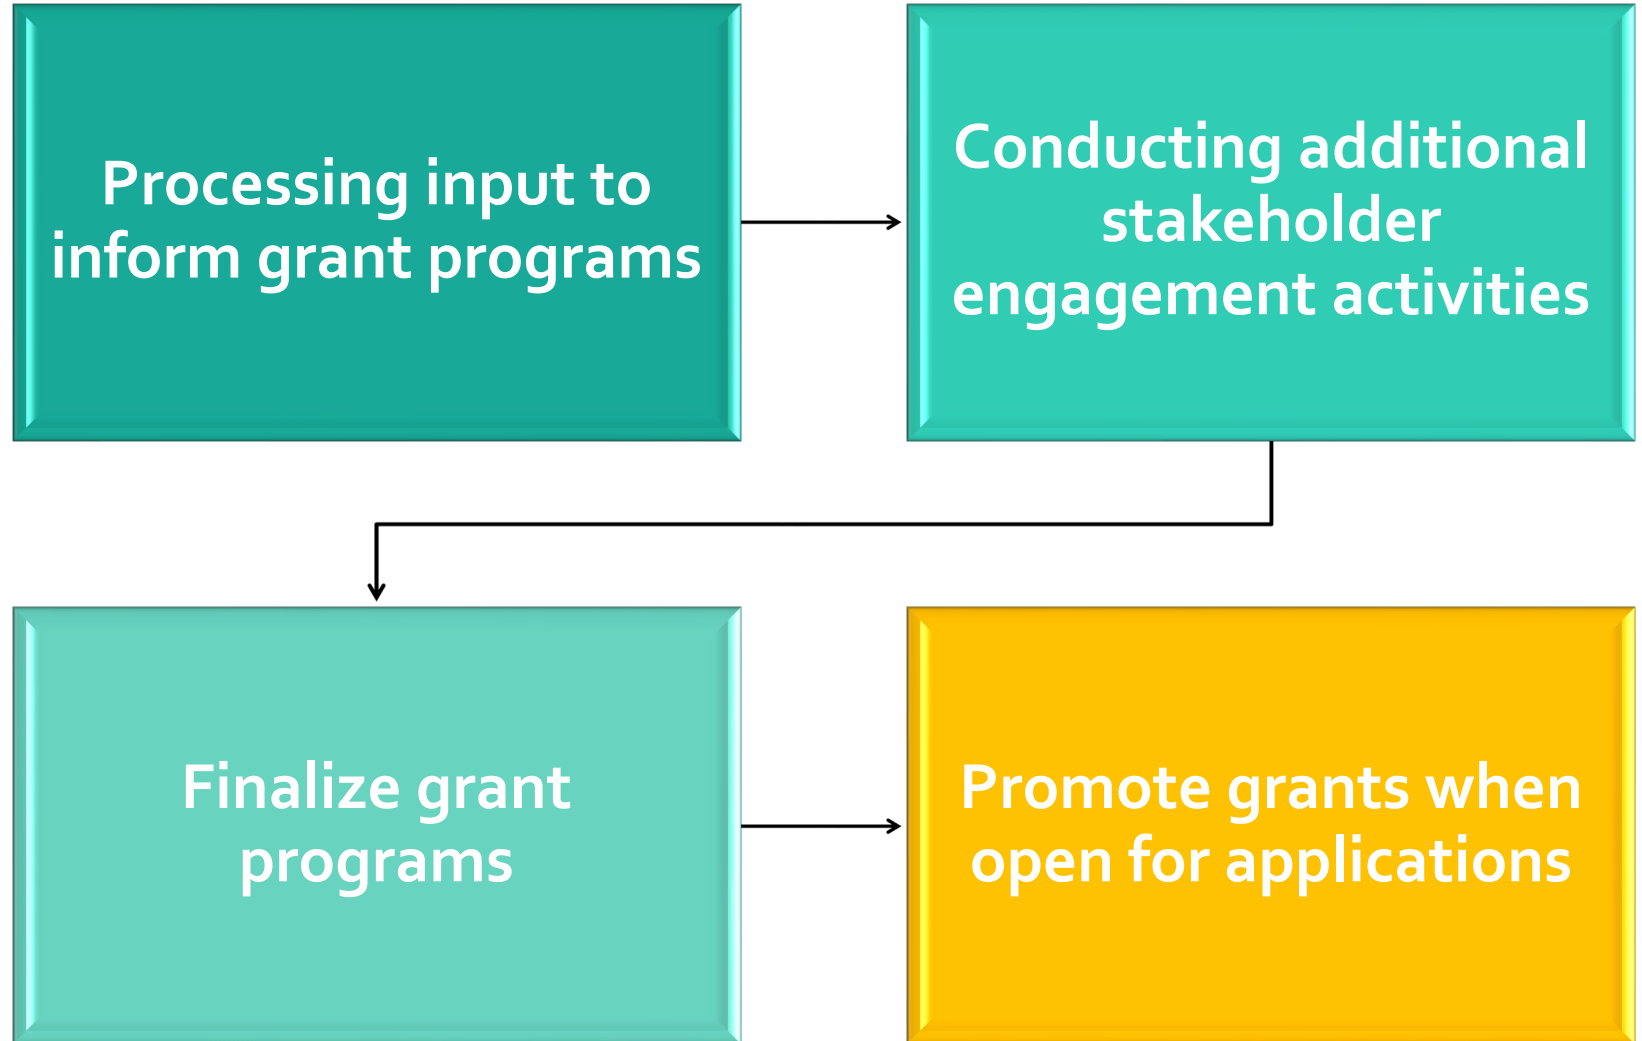 Processing input to
inform grant programs
Conducting additional
stakeholder
engagement activities
Finalize grant
programs
Promote grants when
open for applications